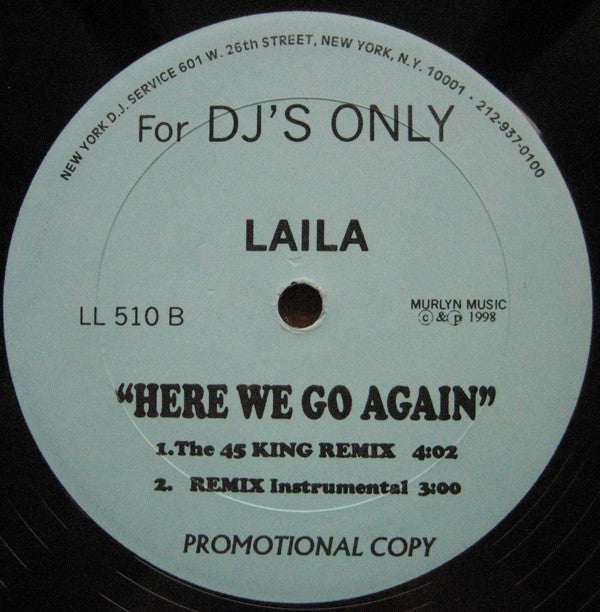 NEW YORK D.J. SERVICE 601 W. 26th STREET, NEW YORK, N.Y. 10001 · 212-937-0100
For DJ'S ONLY
LAILA
LL 510 B
MURLYN MUSIC
© & ℗ 1998
“HERE WE GO AGAIN”
1.The 45 KING REMIX 4:02
2. REMIX Instrumental 3:00
PROMOTIONAL COPY